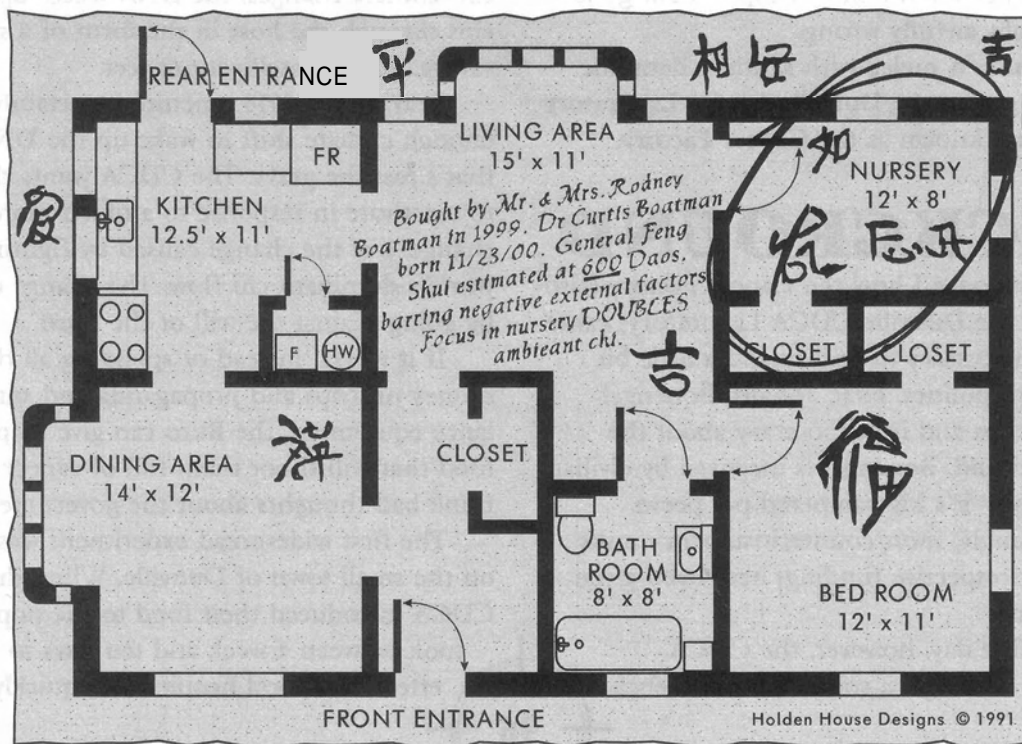 REAR ENTRANCE
坪
相
吉
FR
LIVING AREA
15' x 11'
KITCHEN
12.5' x 11'
NURSERY
12' x 8'
Bought by Mr. & Mrs. Rodney
Boatman in 1999. Dr Curtis Boatman
born 11/23/00. General Feng
Shui estimated at 600 Daos,
barring negative external factors.
Focus in nursery DOUBLES
ambieant chi.
吉
F
HW
CLOSET
CLOSET
DINING AREA
14' x 12'
CLOSET
BATH
ROOM
8' x 8'
BED ROOM
12' x 11'
FRONT ENTRANCE
Holden House Designs © 1991